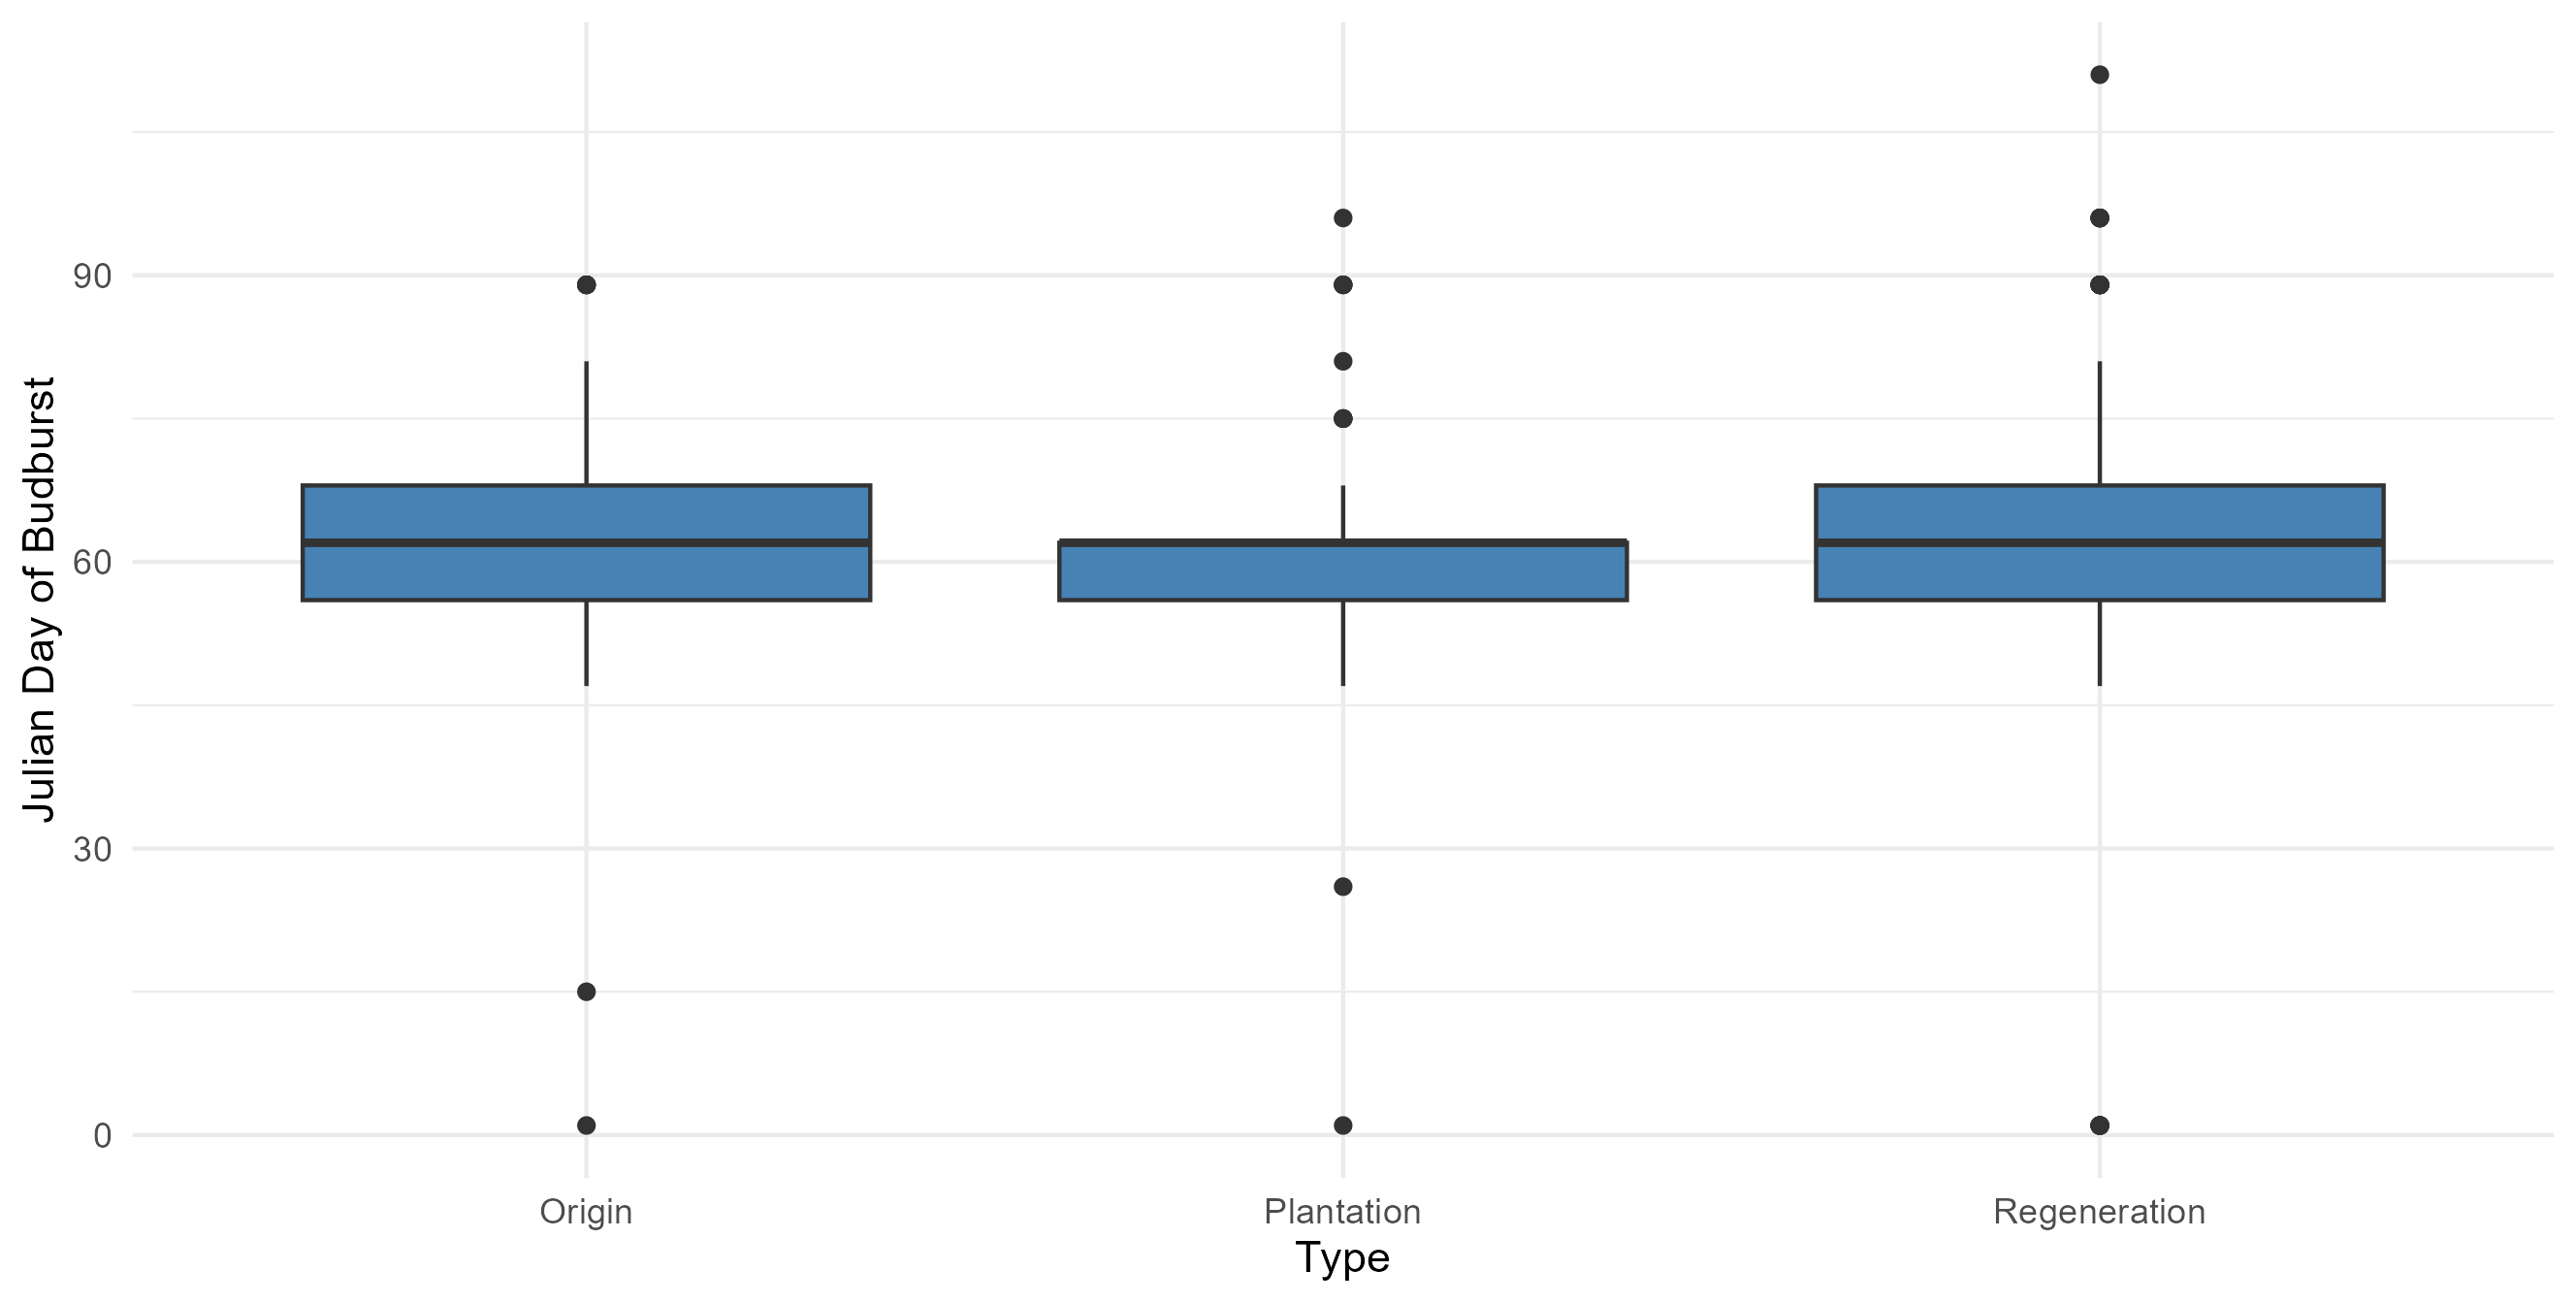 Julian Day of Budburst
90
60
30
0
Origin
Plantation
Regeneration
Type